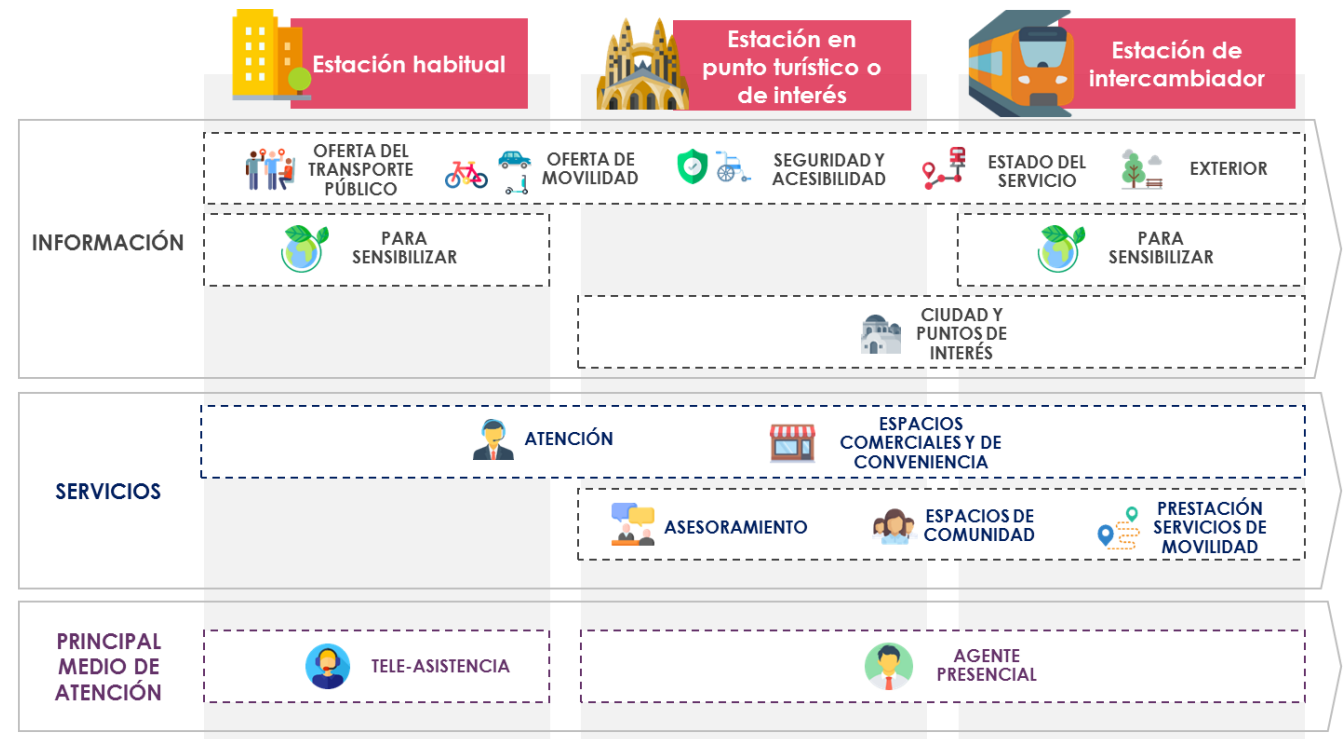 Estación habitual
Estación en
punto turístico o
de interés
Estación de
intercambiador
INFORMACIÓN
OFERTA DEL
TRANSPORTE
PÚBLICO
OFERTA DE
MOVILIDAD
SEGURIDAD Y
ACESIBILIDAD
ESTADO DEL
SERVICIO
EXTERIOR
PARA
SENSIBILIZAR
PARA
SENSIBILIZAR
CIUDAD Y
PUNTOS DE
INTERÉS
SERVICIOS
ATENCIÓN
ESPACIOS
COMERCIALES Y DE
CONVENIENCIA
ASESORAMIENTO
ESPACIOS DE
COMUNIDAD
PRESTACIÓN
SERVICIOS DE
MOVILIDAD
PRINCIPAL
MEDIO DE
ATENCIÓN
TELE-ASISTENCIA
AGENTE
PRESENCIAL